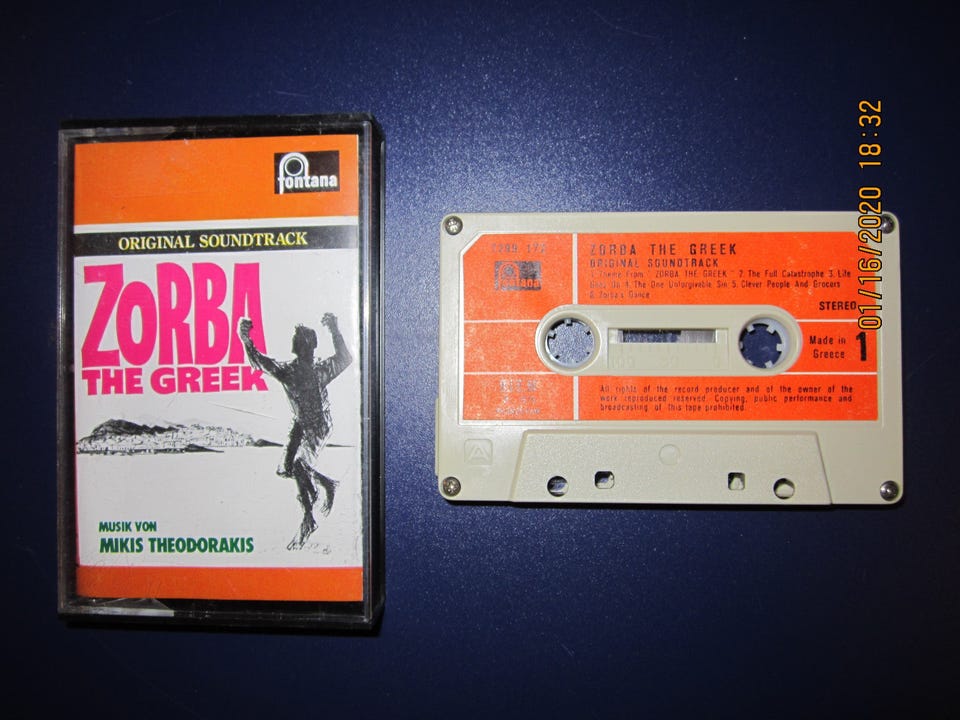 fontana
ORIGINAL SOUNDTRACK
ZORBA
THE GREEK
MUSIK VON
MIKIS THEODORAKIS
fontana
ZORBA THE GREEK
ORIGINAL SOUNDTRACK
1. Theme From "ZORBA THE GREEK" 2. The Full Catastrophe 3. Life
Goes On 4. The One Unforgiveble Sin 5. Clever People And Grocers
6. Zorba's Dance
STEREO
Made in
Greece
1
All rights of the record producer and of the owner of the
work reproduced reserved. Copying, public performance and
broadcasting of this tape prohibited.
01/16/2020 18:32